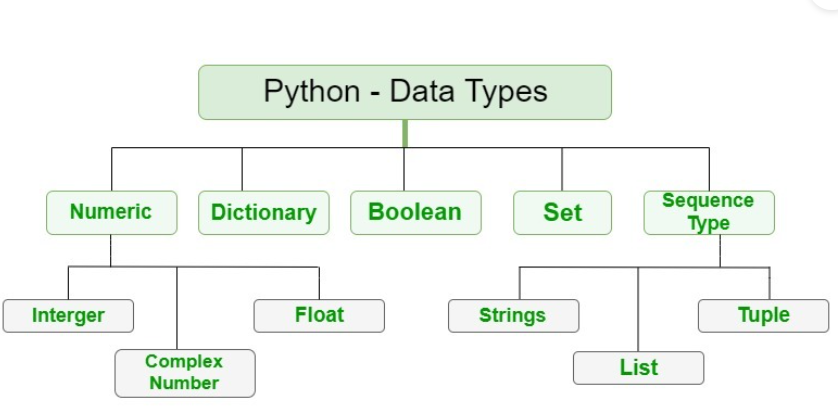 Python - Data Types
Numeric
Dictionary
Boolean
Set
Sequence
Type
Interger
Complex
Number
Float
Strings
List
Tuple